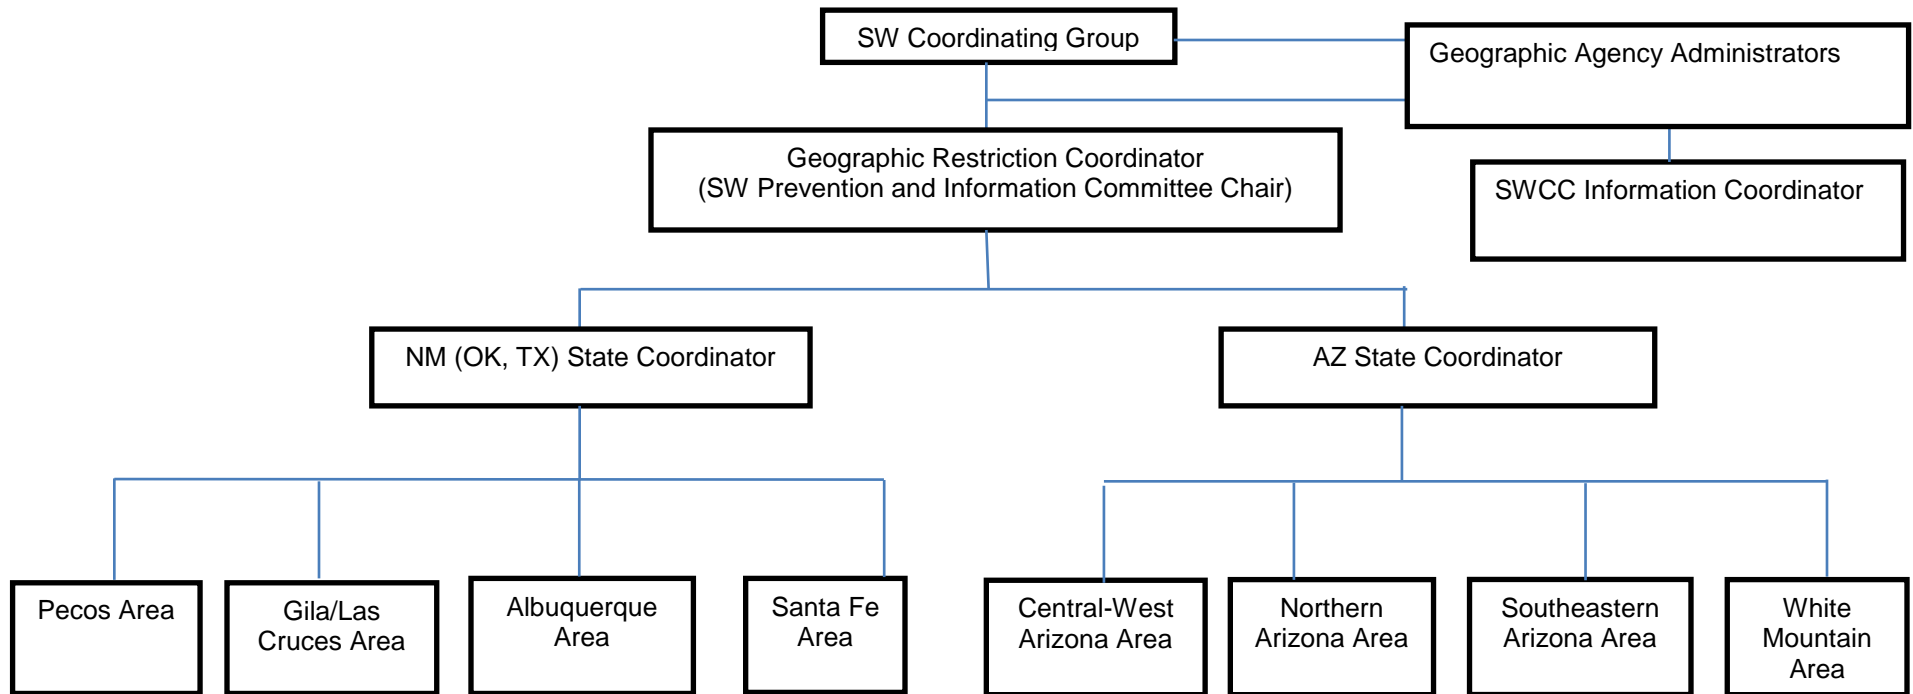 SW Coordinating Group
Geographic Agency Administrators
Geographic Restriction Coordinator
(SW Prevention and Information Committee Chair)
SWCC Information Coordinator
NM (OK, TX) State Coordinator
AZ State Coordinator
Pecos Area
Gila/Las
Cruces Area
Albuquerque
Area
Santa Fe
Area
Central-West
Arizona Area
Northern
Arizona Area
Southeastern
Arizona Area
White
Mountain
Area